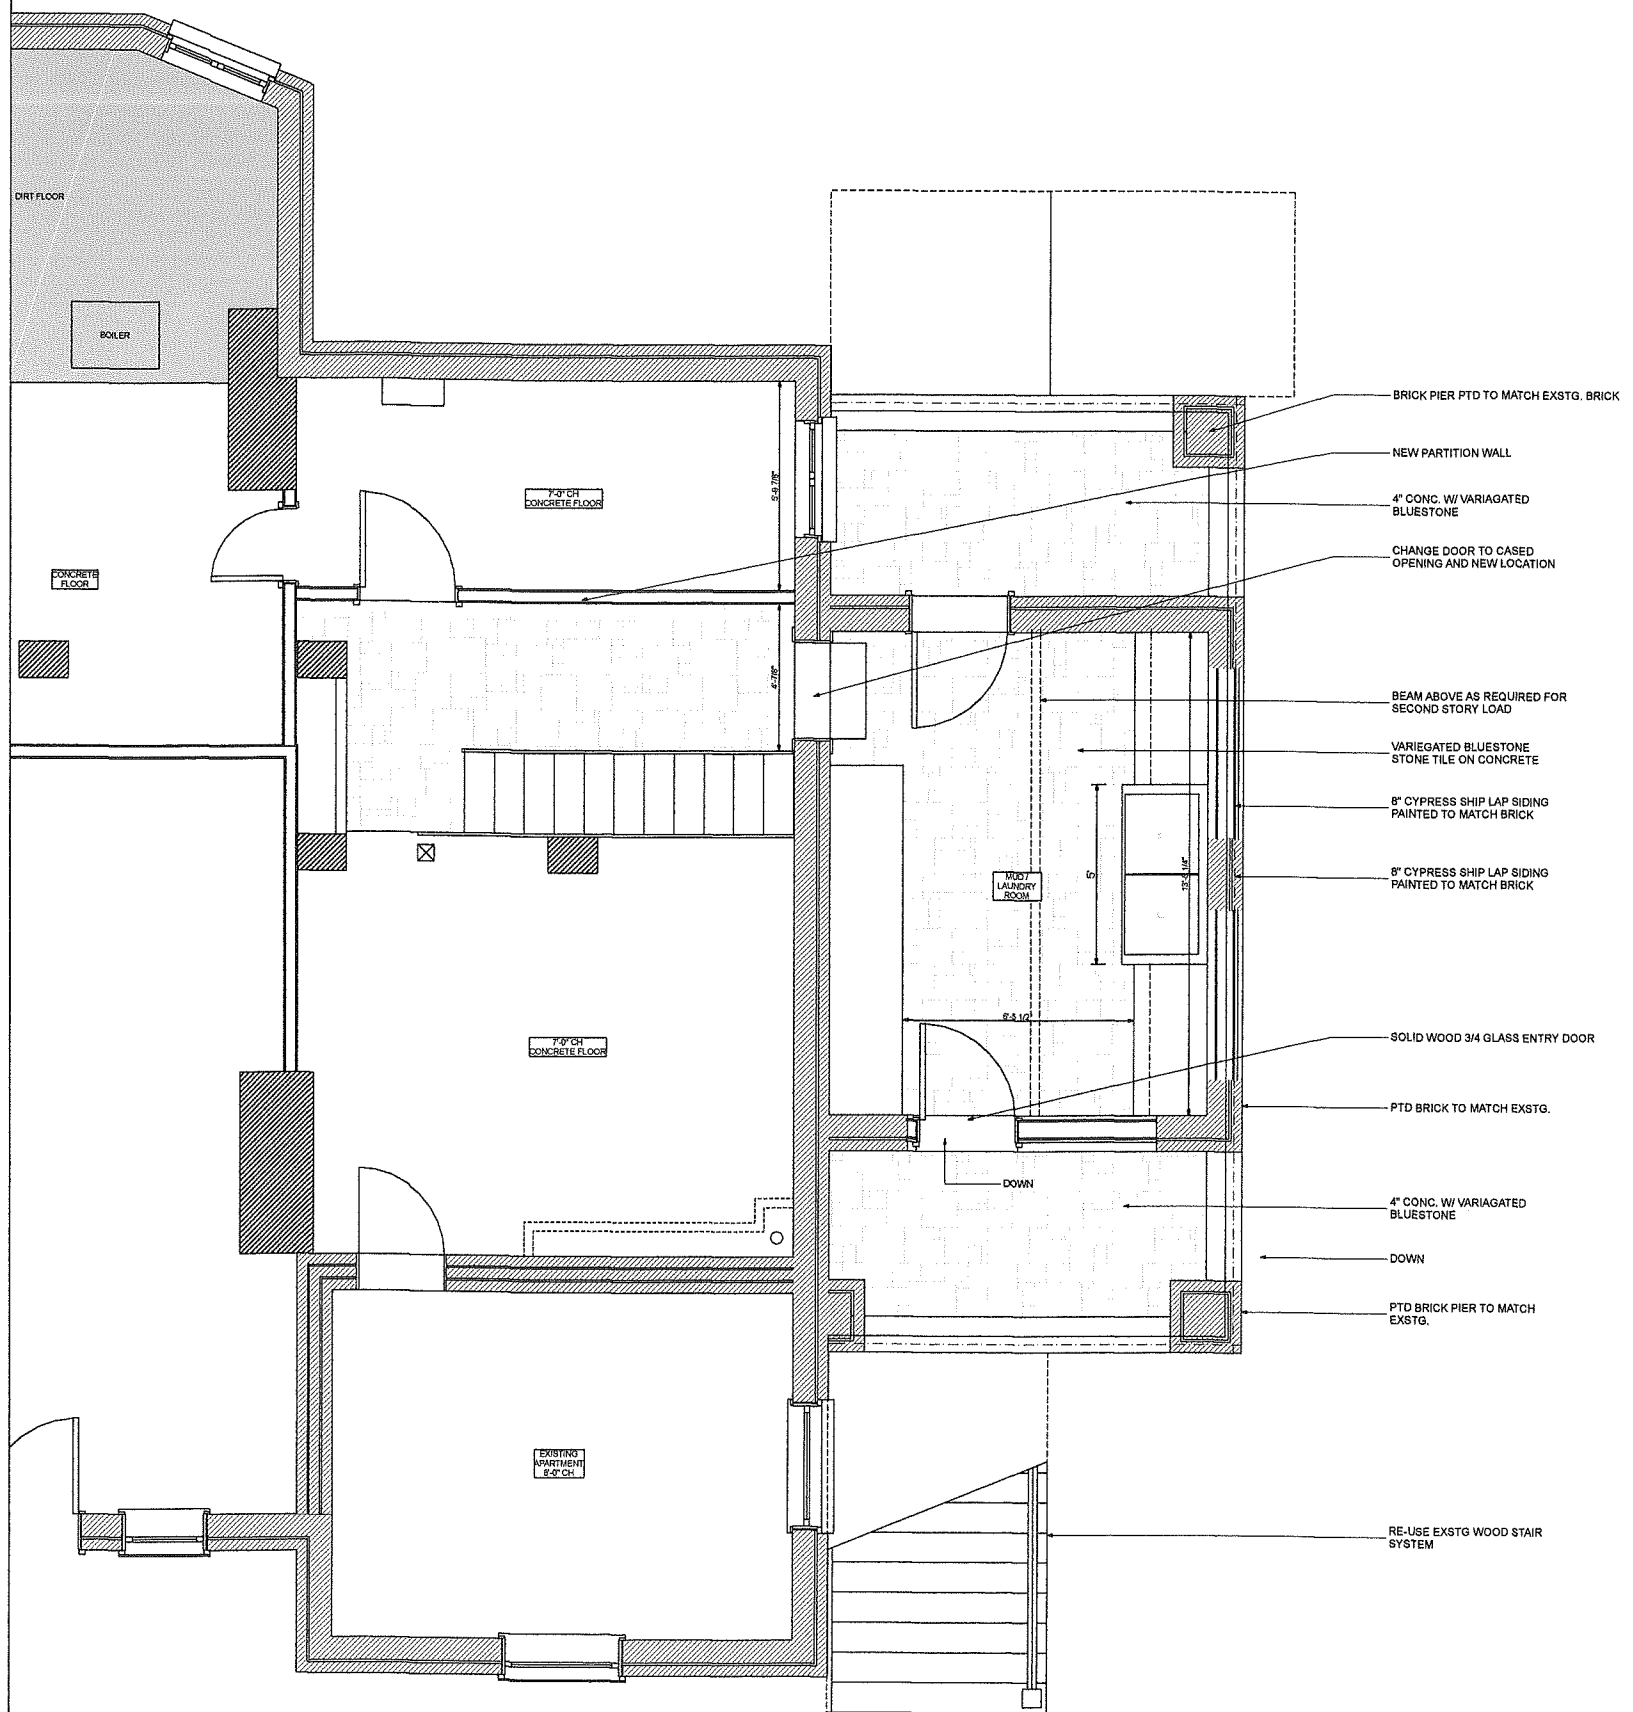 DIRT FLOOR
BOILER
BRICK PIER PTD TO MATCH EXSTG. BRICK
NEW PARTITION WALL
7'-0" CH
CONCRETE FLOOR
5'-9 7/8"
4" CONC. W/ VARIAGATED
BLUESTONE
CHANGE DOOR TO CASED
OPENING AND NEW LOCATION
CONCRETE
FLOOR
4'-7/8"
BEAM ABOVE AS REQUIRED FOR
SECOND STORY LOAD
VARIEGATED BLUESTONE
STONE TILE ON CONCRETE
8" CYPRESS SHIP LAP SIDING
PAINTED TO MATCH BRICK
8" CYPRESS SHIP LAP SIDING
PAINTED TO MATCH BRICK
MUD /
LAUNDRY
ROOM
5'
6'-5 1/2"
7'-0" CH
CONCRETE FLOOR
SOLID WOOD 3/4 GLASS ENTRY DOOR
PTD BRICK TO MATCH EXSTG.
DOWN
4" CONC. W/ VARIAGATED
BLUESTONE
DOWN
PTD BRICK PIER TO MATCH
EXSTG.
EXISTING
APARTMENT
8'-0" CH
RE-USE EXSTG WOOD STAIR
SYSTEM